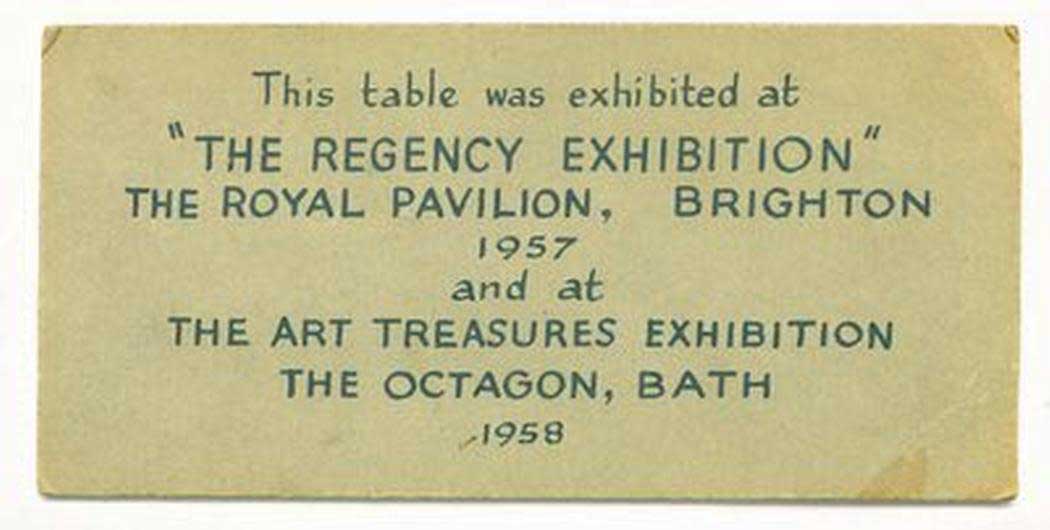 This table was exhibited at
"THE REGENCY EXHIBITION"
THE ROYAL PAVILION, BRIGHTON
1957
and at
THE ART TREASURES EXHIBITION
THE OCTAGON, BATH
1958